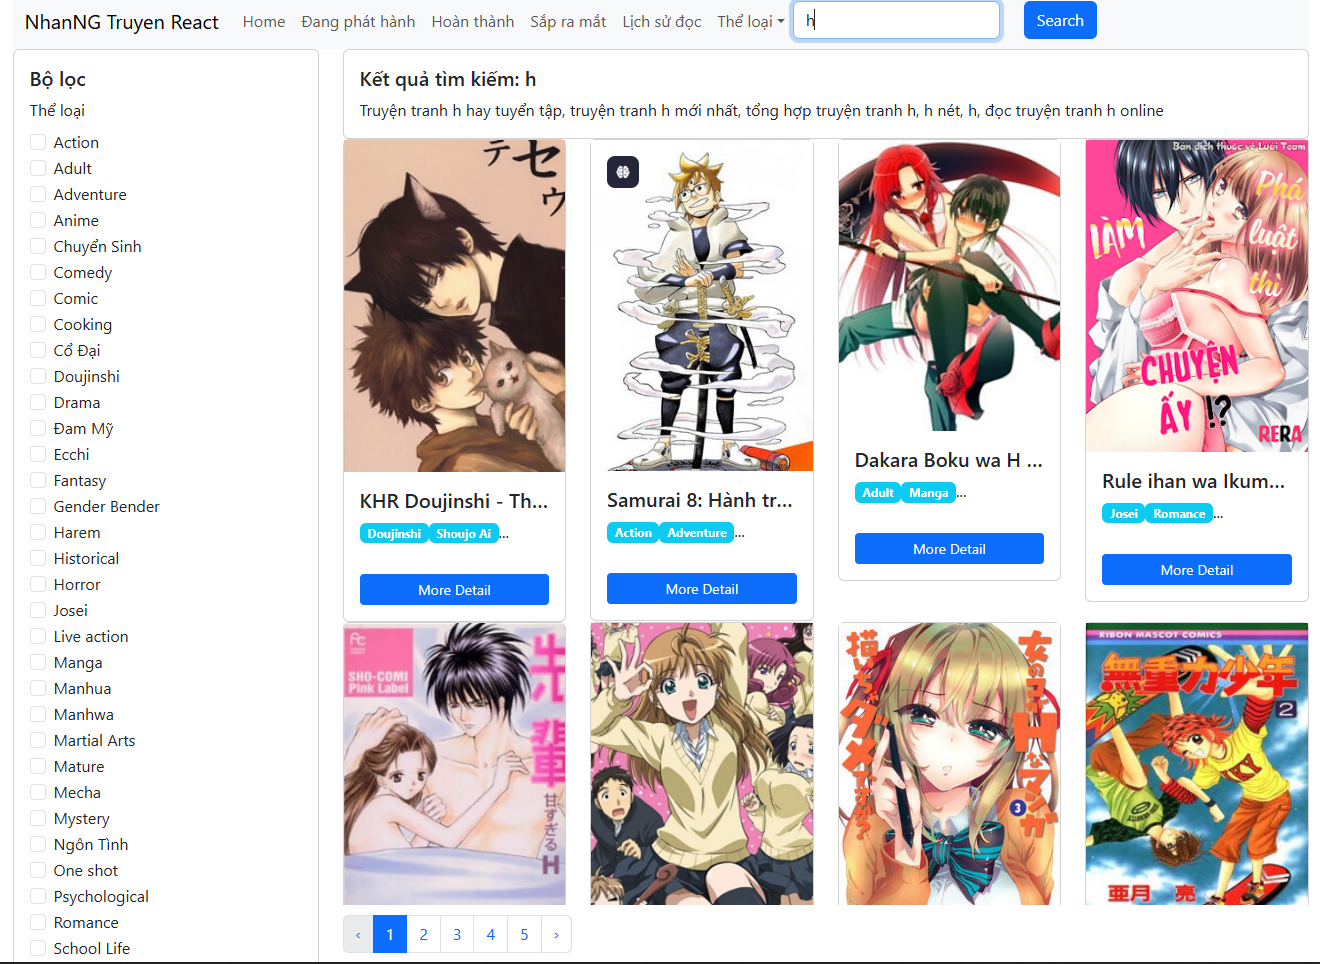 NhanNG Truyen React Home Đang phát hành Hoàn thành Sắp ra mắt Lịch sử đọc Thể loại h Search
Bộ lọc
Thể loại
Action
Adult
Adventure
Anime
Chuyển Sinh
Comedy
Comic
Cooking
Cổ Đại
Doujinshi
Drama
Đam Mỹ
Ecchi
Fantasy
Gender Bender
Harem
Historical
Horror
Josei
Live action
Manga
Manhua
Manhwa
Martial Arts
Mature
Mecha
Mystery
Ngôn Tình
One shot
Psychological
Romance
School Life
Kết quả tìm kiếm: h
Truyện tranh h hay tuyển tập, truyện tranh h mới nhất, tổng hợp truyện tranh h, h nét, h, đọc truyện tranh h online
テセゥ
KHR Doujinshi - Th...
Doujinshi Shoujo Ai ...
More Detail
Samurai 8: Hành tr...
Action Adventure ...
More Detail
Dakara Boku wa H ...
Adult Manga ...
More Detail
Bản dịch thuộc về Lười Team
LÀM
Phá
luật
thì
CHUYỆN
ẤY !?
RERA
Rule ihan wa Ikum...
Josei Romance ...
More Detail
SHO-COMI
Pink Label
先輩
甘すぎるH
女のコがHなマンガ
描いちゃダメですか?
3
RIBON MASCOT COMICS
無重力少年
2
亜月 亮
‹ 1 2 3 4 5 ›